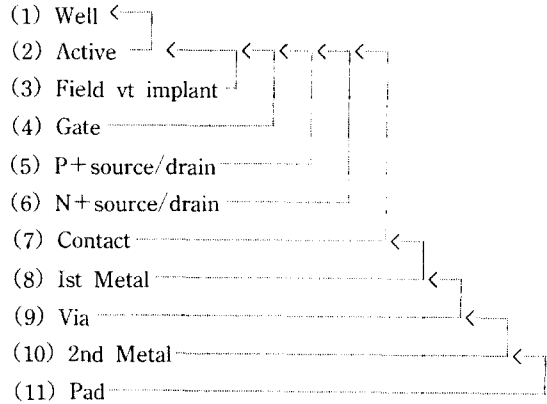 (1) Well
(2) Active
(3) Field vt implant
(4) Gate
(5) P+source/drain
(6) N+source/drain
(7) Contact
(8) Ist Metal
(9) Via
(10) 2nd Metal
(11) Pad